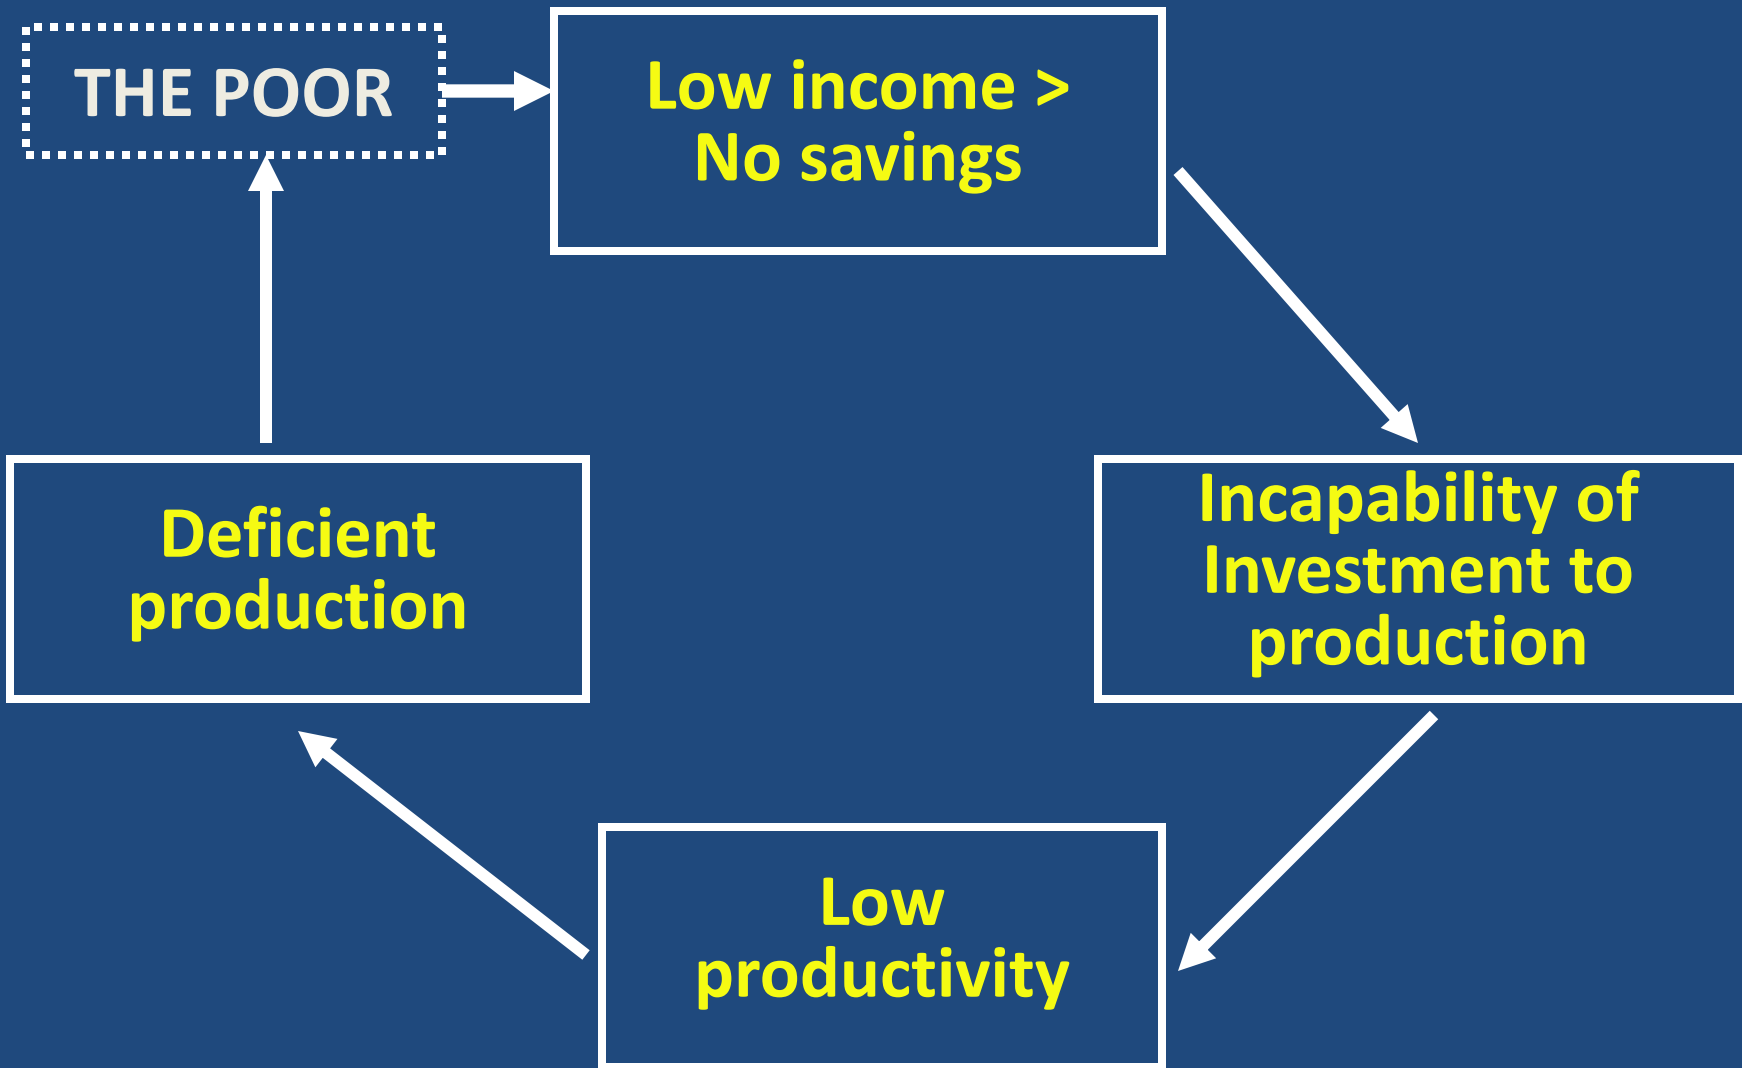 THE POOR
Low income >
No savings
Incapability of
Investment to
production
Low
productivity
Deficient
production